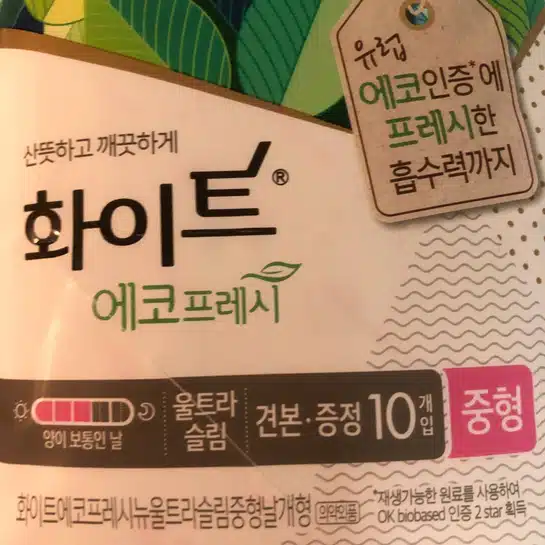 유럽
에코인증*에
프레시한
흡수력까지
산뜻하고 깨끗하게
화이트®
에코프레시
양이 보통인 날
울트라
슬림
견본·증정 10개입
중형
화이트에코프레시뉴울트라슬림중형날개형 의약외품
*재생가능한 원료를 사용하여
OK biobased 인증 2 star 획득